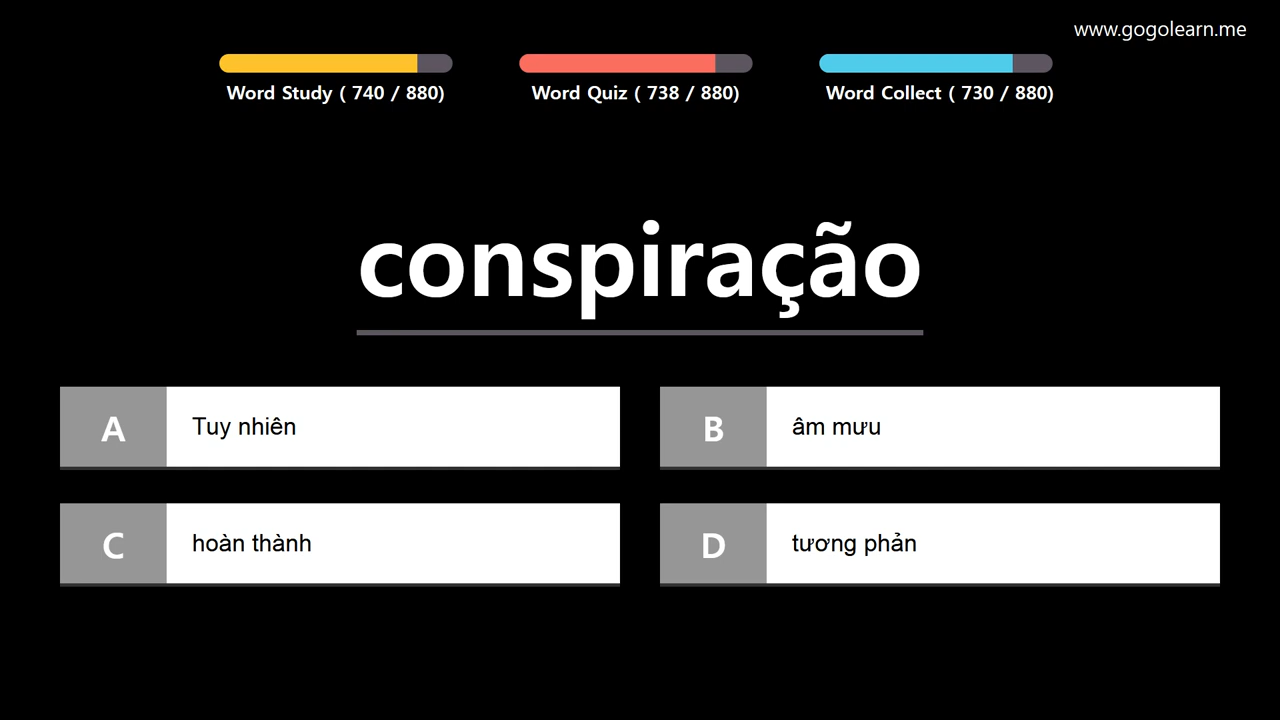 www.gogolearn.me
Word Study ( 740 / 880)
Word Quiz ( 738 / 880)
Word Collect ( 730 / 880)
conspiração
A
Tuy nhiên
B
âm mưu
C
hoàn thành
D
tương phản